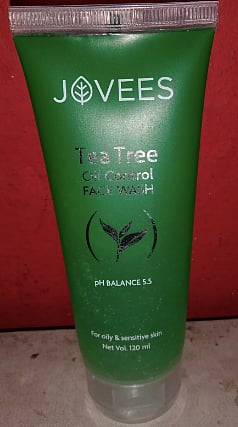 JOVEES
Tea Tree
Oil Control
FACE WASH
pH BALANCE 5.5
For oily & sensitive skin
Net Vol. 120 ml